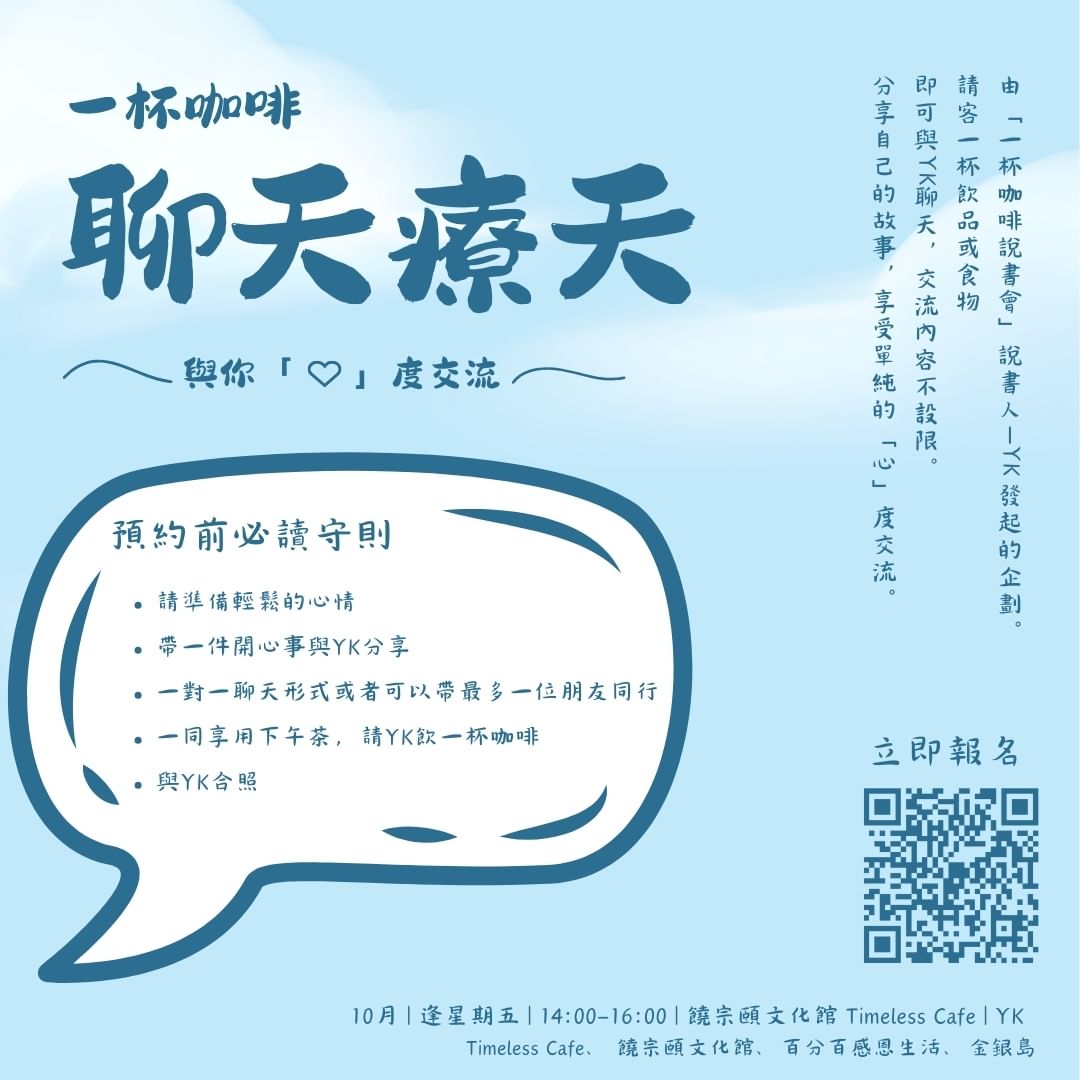 一杯咖啡
聊天療天
與你「♡」度交流
由「一杯咖啡說書會」說書人—YK發起的企劃。
請客一杯飲品或食物
即可與YK聊天，交流內容不設限。
分享自己的故事，享受單純的「心」度交流。
預約前必讀守則
• 請準備輕鬆的心情
• 帶一件開心事與YK分享
• 一對一聊天形式或者可以帶最多一位朋友同行
• 一同享用下午茶，請YK飲一杯咖啡
• 與YK合照
立即報名
10月 | 逢星期五 | 14:00-16:00 | 饒宗頤文化館 Timeless Cafe | YK
Timeless Cafe、 饒宗頤文化館、百分百感恩生活、 金銀島